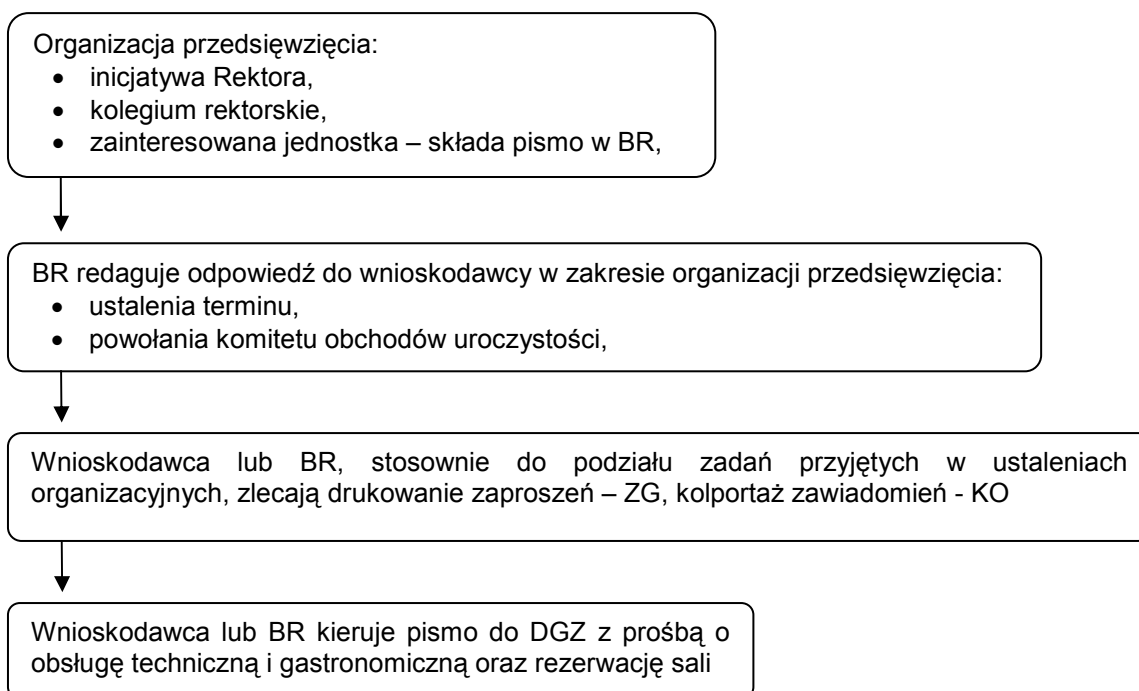 Organizacja przedsięwzięcia:
• inicjatywa Rektora,
• kolegium rektorskie,
• zainteresowana jednostka – składa pismo w BR,
BR redaguje odpowiedź do wnioskodawcy w zakresie organizacji przedsięwzięcia:
• ustalenia terminu,
• powołania komitetu obchodów uroczystości,
Wnioskodawca lub BR, stosownie do podziału zadań przyjętych w ustaleniach
organizacyjnych, zlecają drukowanie zaproszeń – ZG, kolportaż zawiadomień - KO
Wnioskodawca lub BR kieruje pismo do DGZ z prośbą o
obsługę techniczną i gastronomiczną oraz rezerwację sali